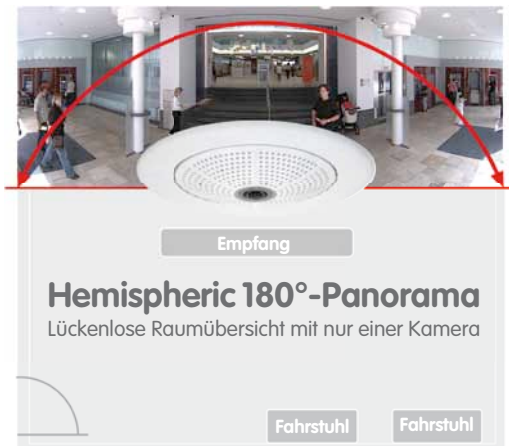 Empfang
Hemispheric 180°-Panorama
Lückenlose Raumübersicht mit nur einer Kamera
Fahrstuhl Fahrstuhl